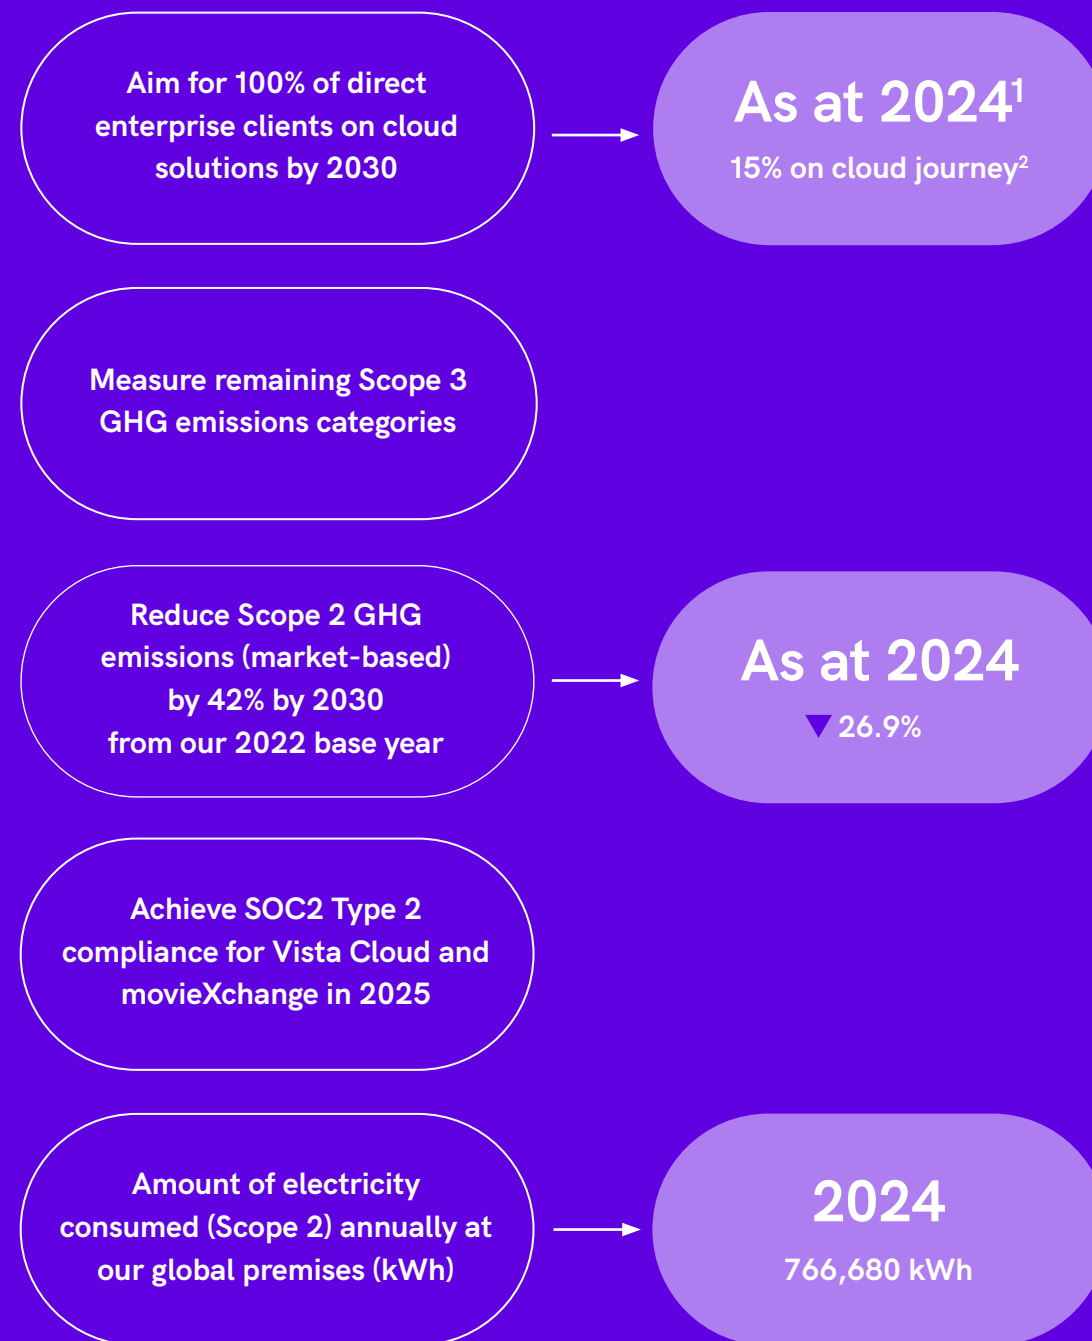 Aim for 100% of direct
enterprise clients on cloud
solutions by 2030
As at 2024¹
15% on cloud journey²
Measure remaining Scope 3
GHG emissions categories
Reduce Scope 2 GHG
emissions (market-based)
by 42% by 2030
from our 2022 base year
As at 2024
▼ 26.9%
Achieve SOC2 Type 2
compliance for Vista Cloud and
movieXchange in 2025
Amount of electricity
consumed (Scope 2) annually at
our global premises (kWh)
2024
766,680 kWh